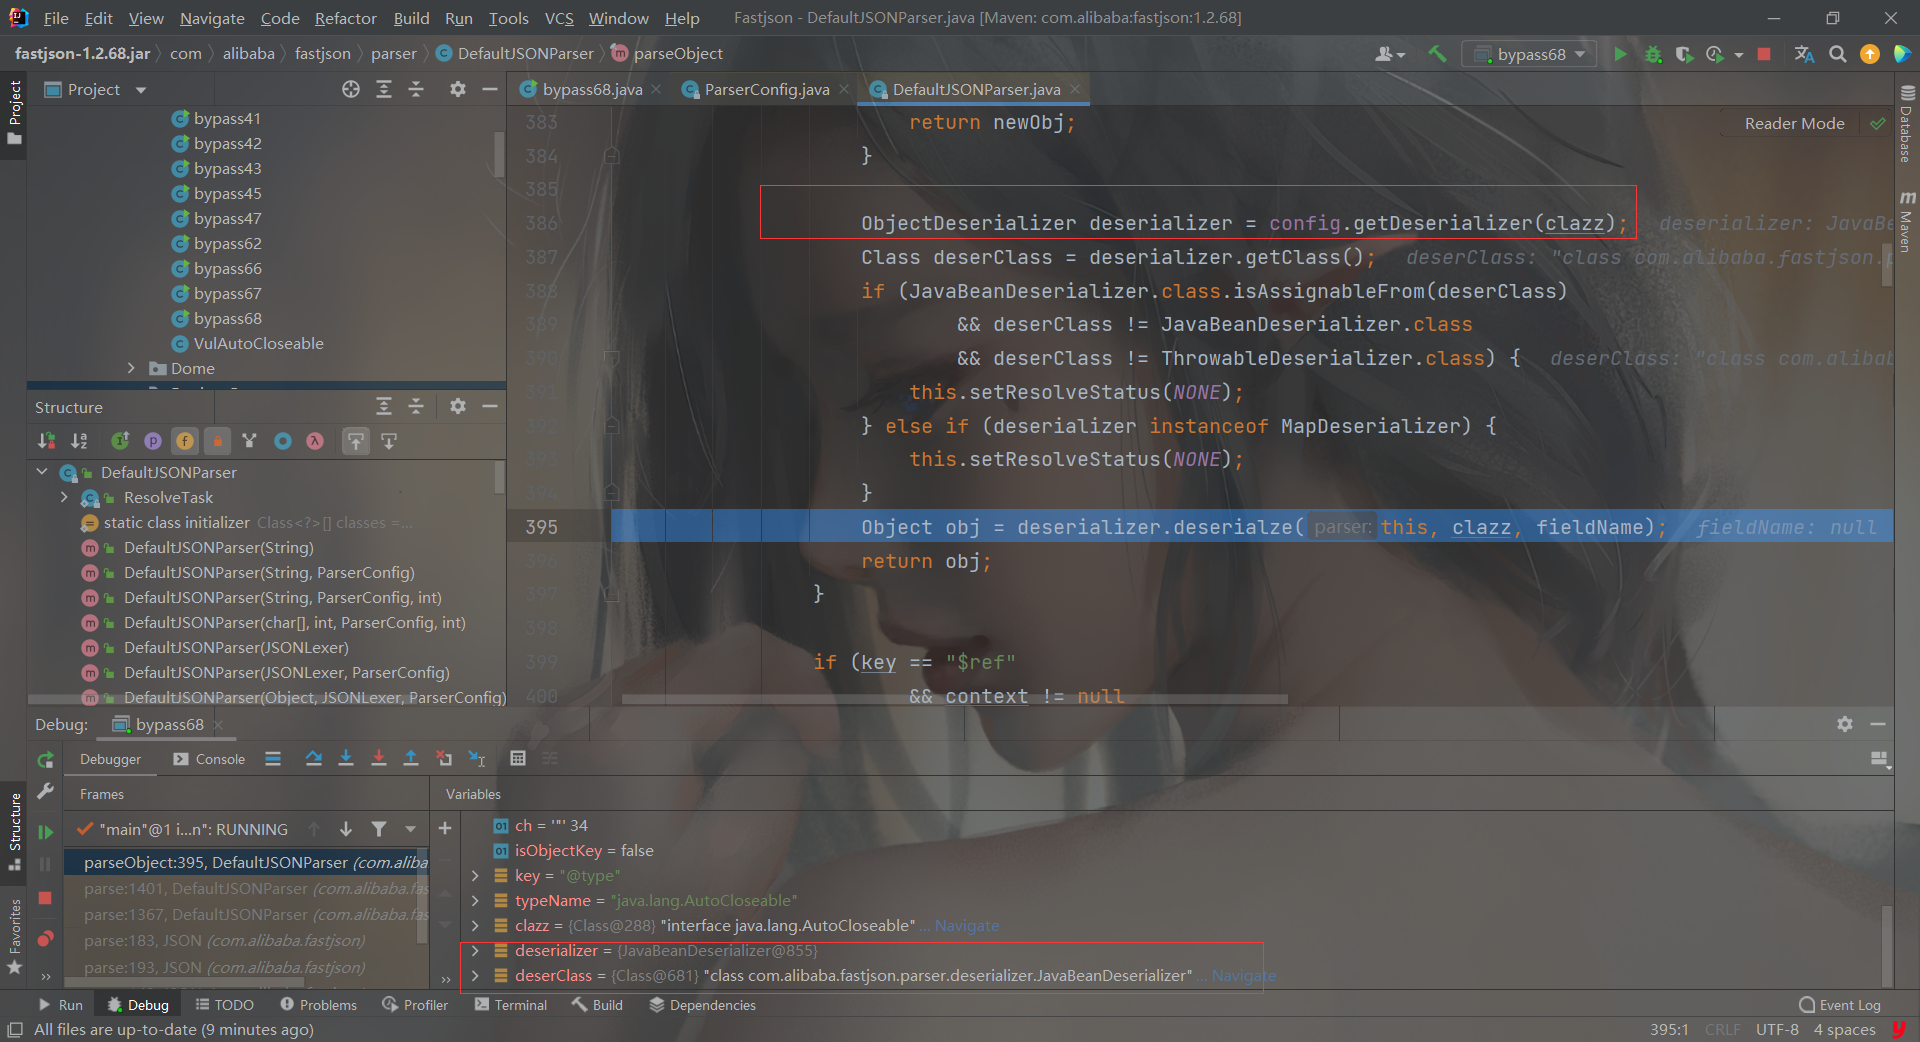 File Edit View Navigate Code Refactor Build Run Tools VCS Window Help Fastjson - DefaultJSONParser.java [Maven: com.alibaba:fastjson:1.2.68]
fastjson-1.2.68.jar com alibaba fastjson parser DefaultJSONParser parseObject bypass68
Project
bypass68.java ParserConfig.java DefaultJSONParser.java
bypass41
bypass42
bypass43
bypass45
bypass47
bypass62
bypass66
bypass67
bypass68
VulAutoCloseable
Dome
Structure
DefaultJSONParser
ResolveTask
static class initializer Class<?>[] classes =...
DefaultJSONParser(String)
DefaultJSONParser(String, ParserConfig)
DefaultJSONParser(String, ParserConfig, int)
DefaultJSONParser(char[], int, ParserConfig, int)
DefaultJSONParser(JSONLexer)
DefaultJSONParser(JSONLexer, ParserConfig)
DefaultJSONParser(Object, JSONLexer, ParserConfig)
Reader Mode
383 return newObj;
384 }
385
386 ObjectDeserializer deserializer = config.getDeserializer(clazz); deserializer: JavaBe
387 Class deserClass = deserializer.getClass(); deserClass: "class com.alibaba.fastjson.p
388 if (JavaBeanDeserializer.class.isAssignableFrom(deserClass)
389 && deserClass != JavaBeanDeserializer.class
390 && deserClass != ThrowableDeserializer.class) { deserClass: "class com.alibab
391 this.setResolveStatus(NONE);
392 } else if (deserializer instanceof MapDeserializer) {
393 this.setResolveStatus(NONE);
394 }
395 Object obj = deserializer.deserialze( parser: this, clazz, fieldName); fieldName: null
396 return obj;
397 }
398
399 if (key == "$ref"
400 && context != null
Database
Maven
Project
Structure
Favorites
Debug: bypass68
Debugger Console
Frames
Variables
"main"@1 i...n": RUNNING
parseObject:395, DefaultJSONParser (com.aliba
parse:1401, DefaultJSONParser (com.alibaba.fast
parse:1367, DefaultJSONParser (com.alibaba.fast
parse:183, JSON (com.alibaba.fastjson)
parse:193, JSON (com.alibaba.fastjson)
ch = '"' 34
isObjectKey = false
key = "@type"
typeName = "java.lang.AutoCloseable"
clazz = {Class@288} "interface java.lang.AutoCloseable" ... Navigate
deserializer = {JavaBeanDeserializer@855}
deserClass = {Class@681} "class com.alibaba.fastjson.parser.deserializer.JavaBeanDeserializer" ... Navigate
Run Debug TODO Problems Profiler Terminal Build Dependencies Event Log
All files are up-to-date (9 minutes ago) 395:1 CRLF UTF-8 4 spaces